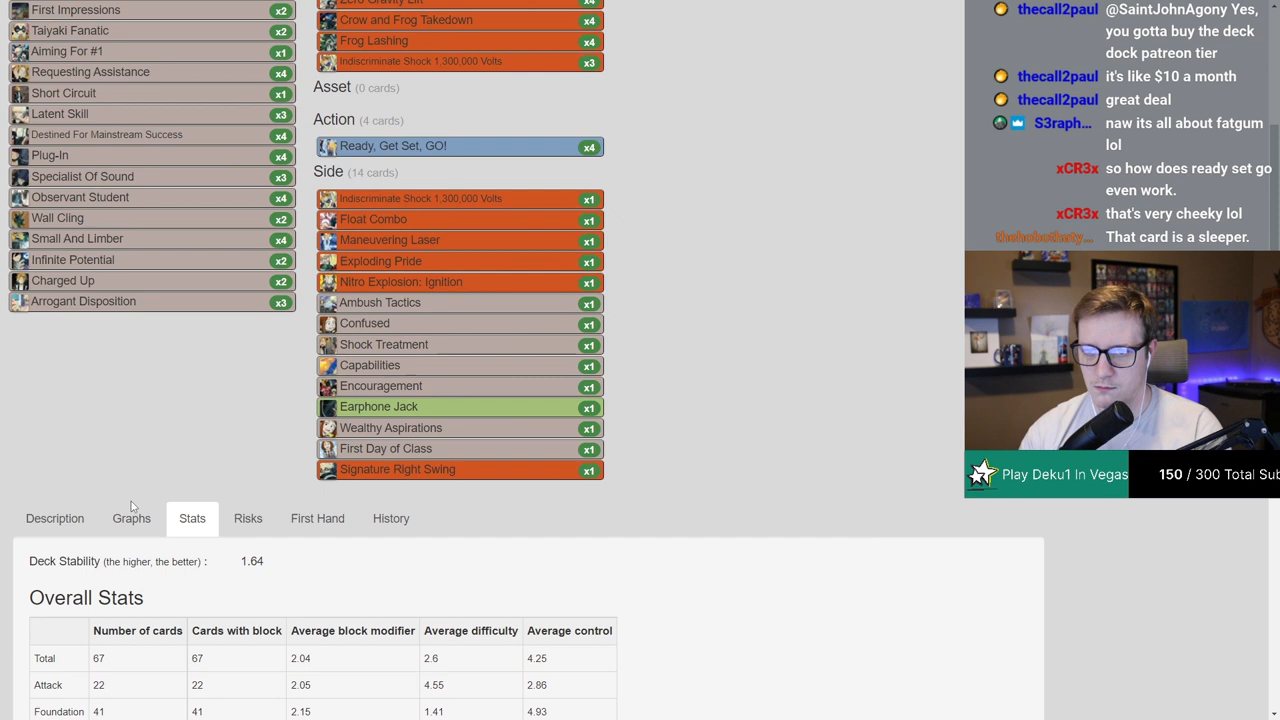 First Impressions x2
Taiyaki Fanatic x2
Aiming For #1 x1
Requesting Assistance x4
Short Circuit x1
Latent Skill x3
Destined For Mainstream Success x4
Plug-In x4
Specialist Of Sound x3
Observant Student x4
Wall Cling x2
Small And Limber x4
Infinite Potential x2
Charged Up x2
Arrogant Disposition x3
Zero Gravity Lift x4
Crow and Frog Takedown x4
Frog Lashing x4
Indiscriminate Shock 1,300,000 Volts x3
Asset (0 cards)
Action (4 cards)
Ready, Get Set, GO! x4
Side (14 cards)
Indiscriminate Shock 1,300,000 Volts x1
Float Combo x1
Maneuvering Laser x1
Exploding Pride x1
Nitro Explosion: Ignition x1
Ambush Tactics x1
Confused x1
Shock Treatment x1
Capabilities x1
Encouragement x1
Earphone Jack x1
Wealthy Aspirations x1
First Day of Class x1
Signature Right Swing x1
thecall2paul @SaintJohnAgony Yes,
you gotta buy the deck
dock patreon tier
thecall2paul it's like $10 a month
thecall2paul great deal
S3raph... naw its all about fatgum
lol
xCR3x so how does ready set go
even work.
xCR3x that's very cheeky lol
That card is a sleeper.
Play Deku1 In Vegas 150 / 300 Total Sub
Description Graphs Stats Risks First Hand History
Deck Stability (the higher, the better) : 1.64
Overall Stats
Number of cards Cards with block Average block modifier Average difficulty Average control
Total 67 67 2.04 2.6 4.25
Attack 22 22 2.05 4.55 2.86
Foundation 41 41 2.15 1.41 4.93